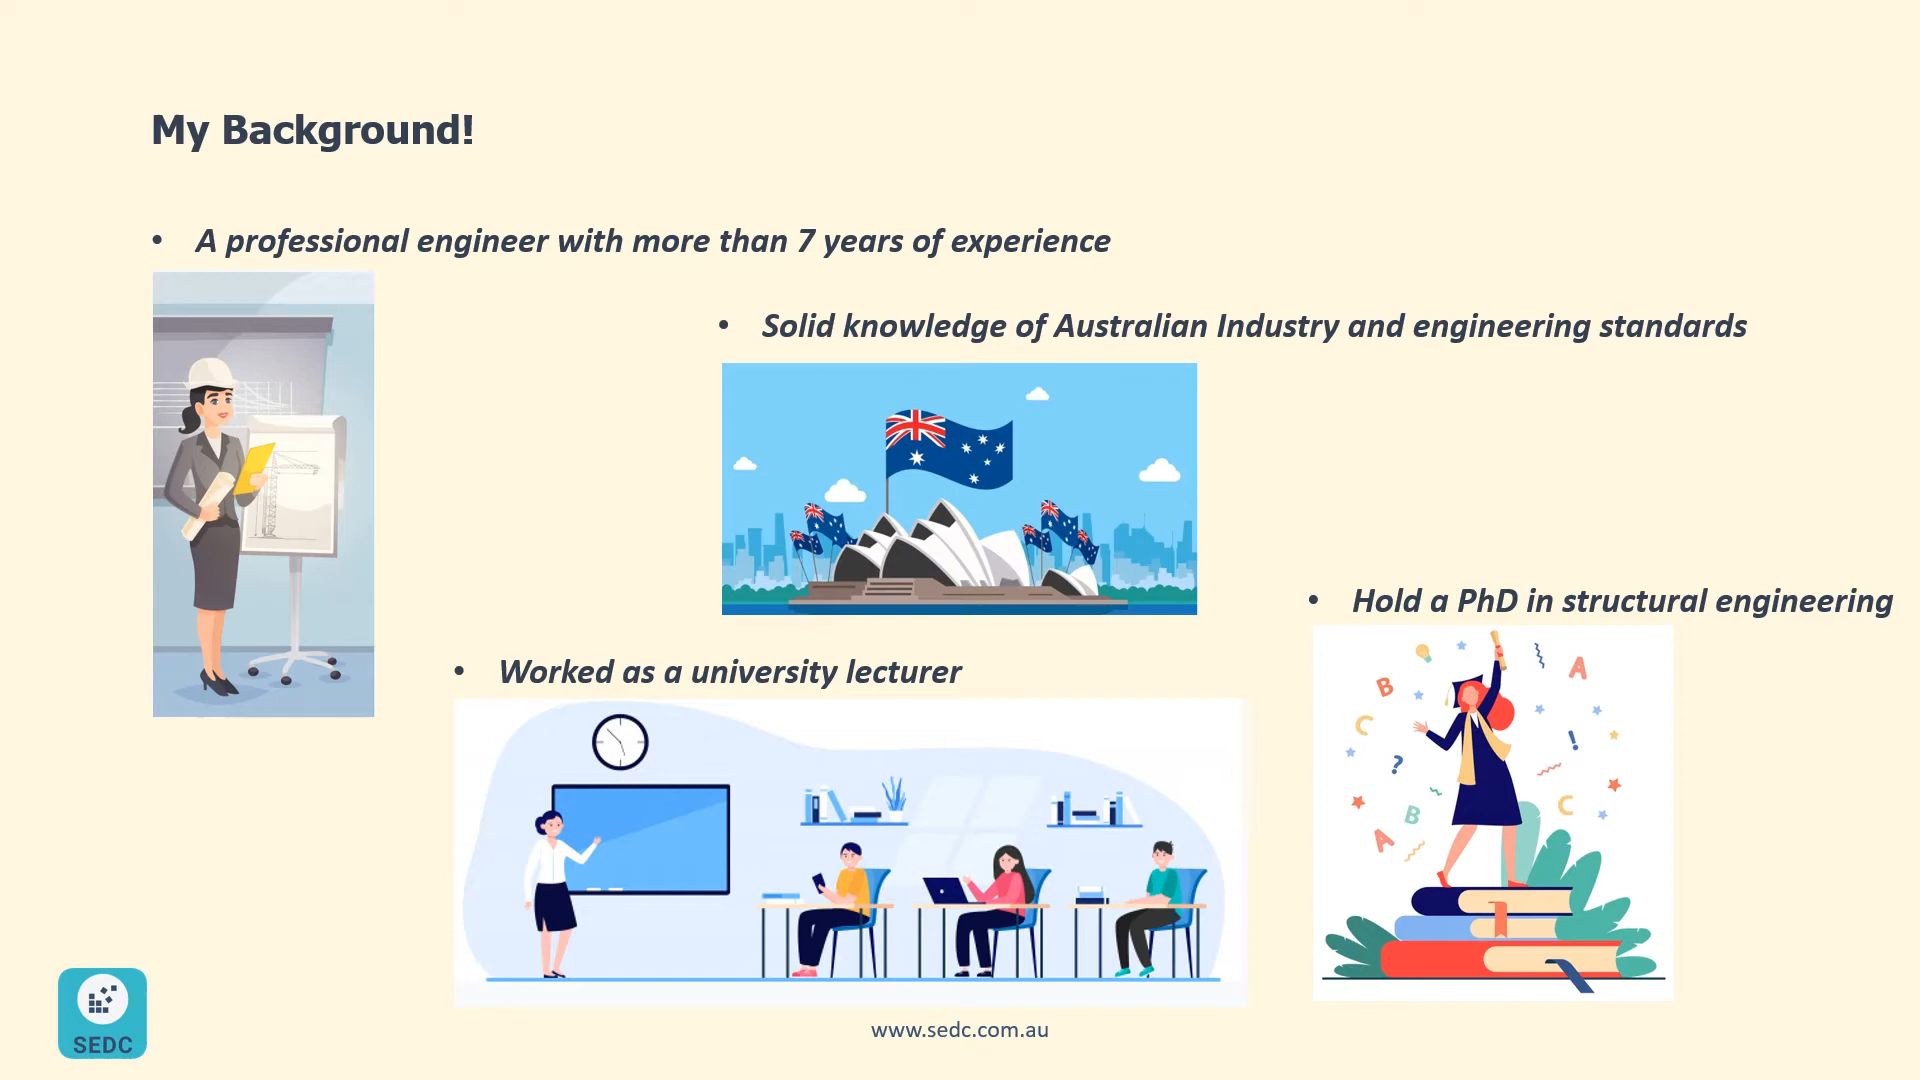 My Background!
• A professional engineer with more than 7 years of experience
• Solid knowledge of Australian Industry and engineering standards
• Hold a PhD in structural engineering
• Worked as a university lecturer
B
A
C
!
?
B
C
A
SEDC
www.sedc.com.au